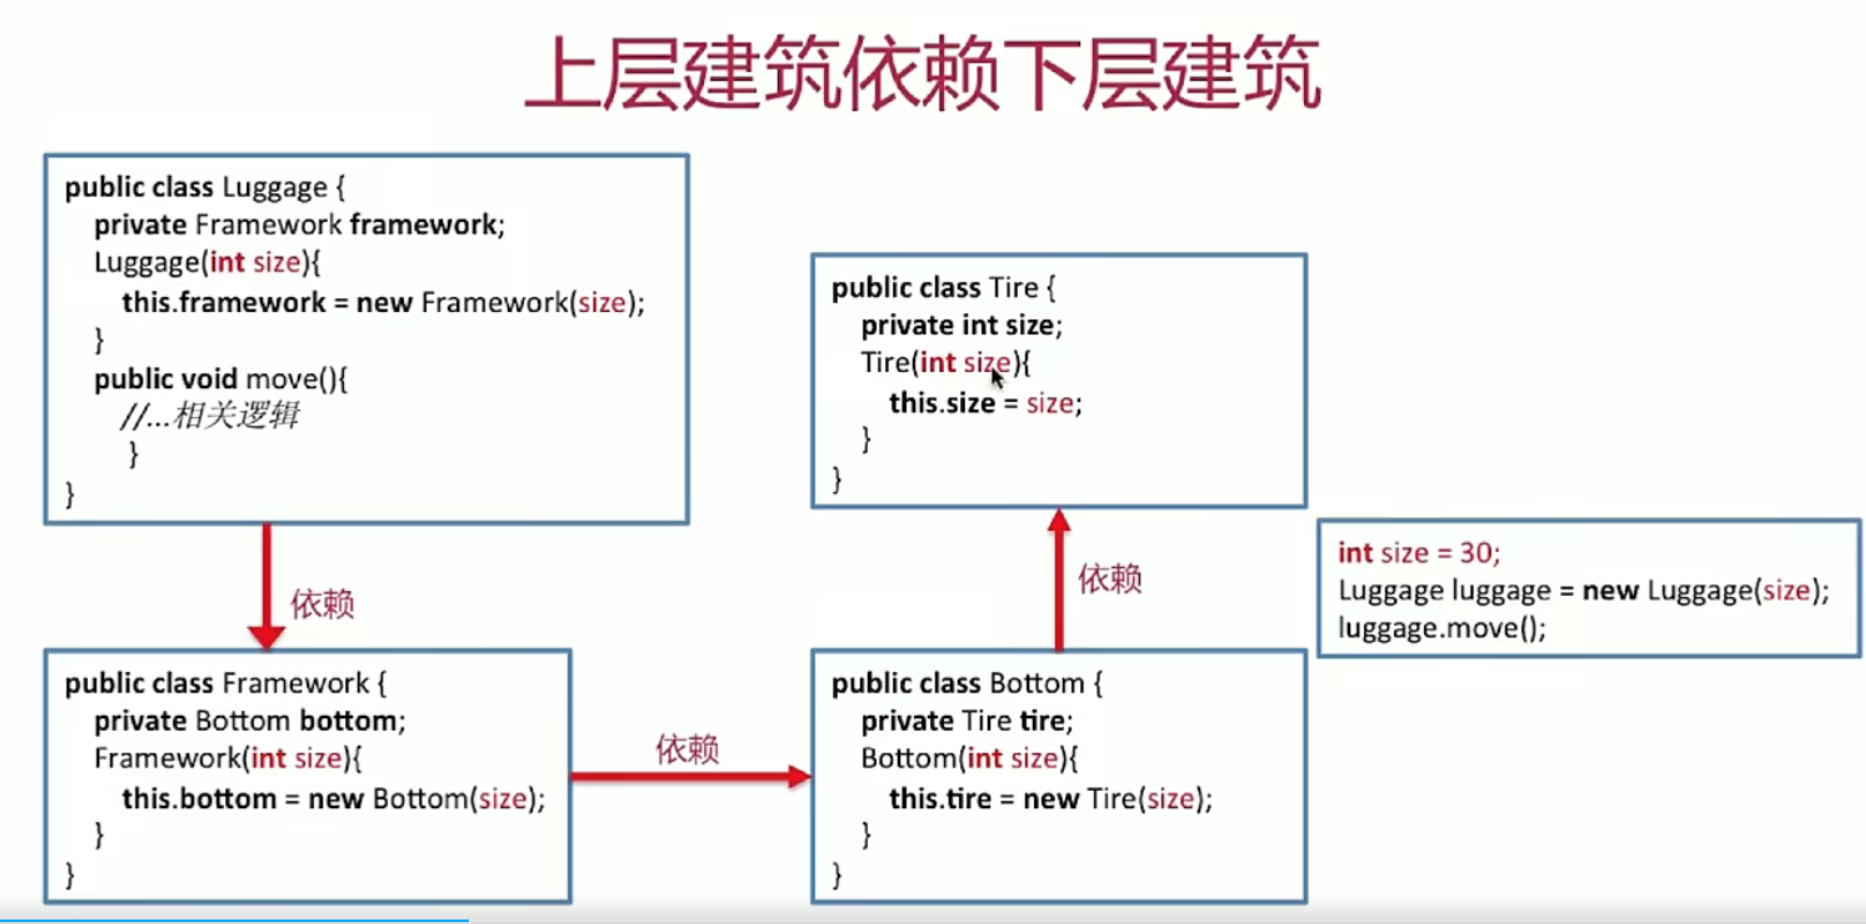 上层建筑依赖下层建筑
public class Luggage {
private Framework framework;
Luggage(int size){
this.framework = new Framework(size);
}
public void move(){
//...相关逻辑
}
}
依赖
public class Framework {
private Bottom bottom;
Framework(int size){
this.bottom = new Bottom(size);
}
}
依赖
public class Bottom {
private Tire tire;
Bottom(int size){
this.tire = new Tire(size);
}
}
依赖
public class Tire {
private int size;
Tire(int size){
this.size = size;
}
}
int size = 30;
Luggage luggage = new Luggage(size);
luggage.move();